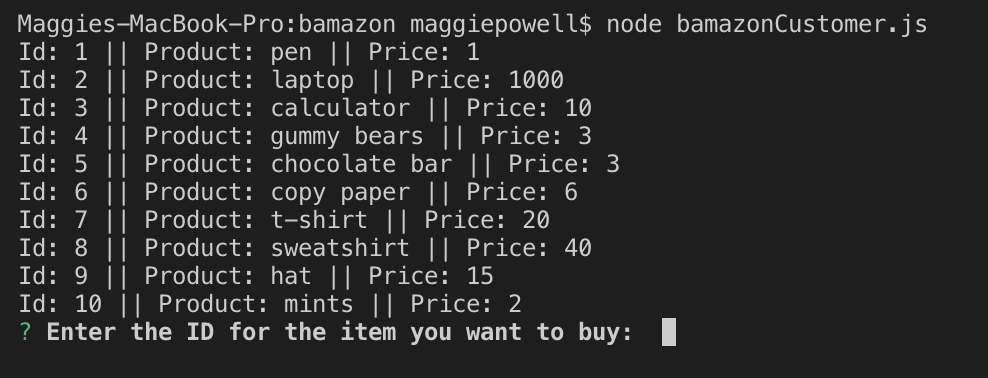 Maggies-MacBook-Pro:bamazon maggiepowell$ node bamazonCustomer.js
Id: 1 || Product: pen || Price: 1
Id: 2 || Product: laptop || Price: 1000
Id: 3 || Product: calculator || Price: 10
Id: 4 || Product: gummy bears || Price: 3
Id: 5 || Product: chocolate bar || Price: 3
Id: 6 || Product: copy paper || Price: 6
Id: 7 || Product: t-shirt || Price: 20
Id: 8 || Product: sweatshirt || Price: 40
Id: 9 || Product: hat || Price: 15
Id: 10 || Product: mints || Price: 2
? Enter the ID for the item you want to buy: